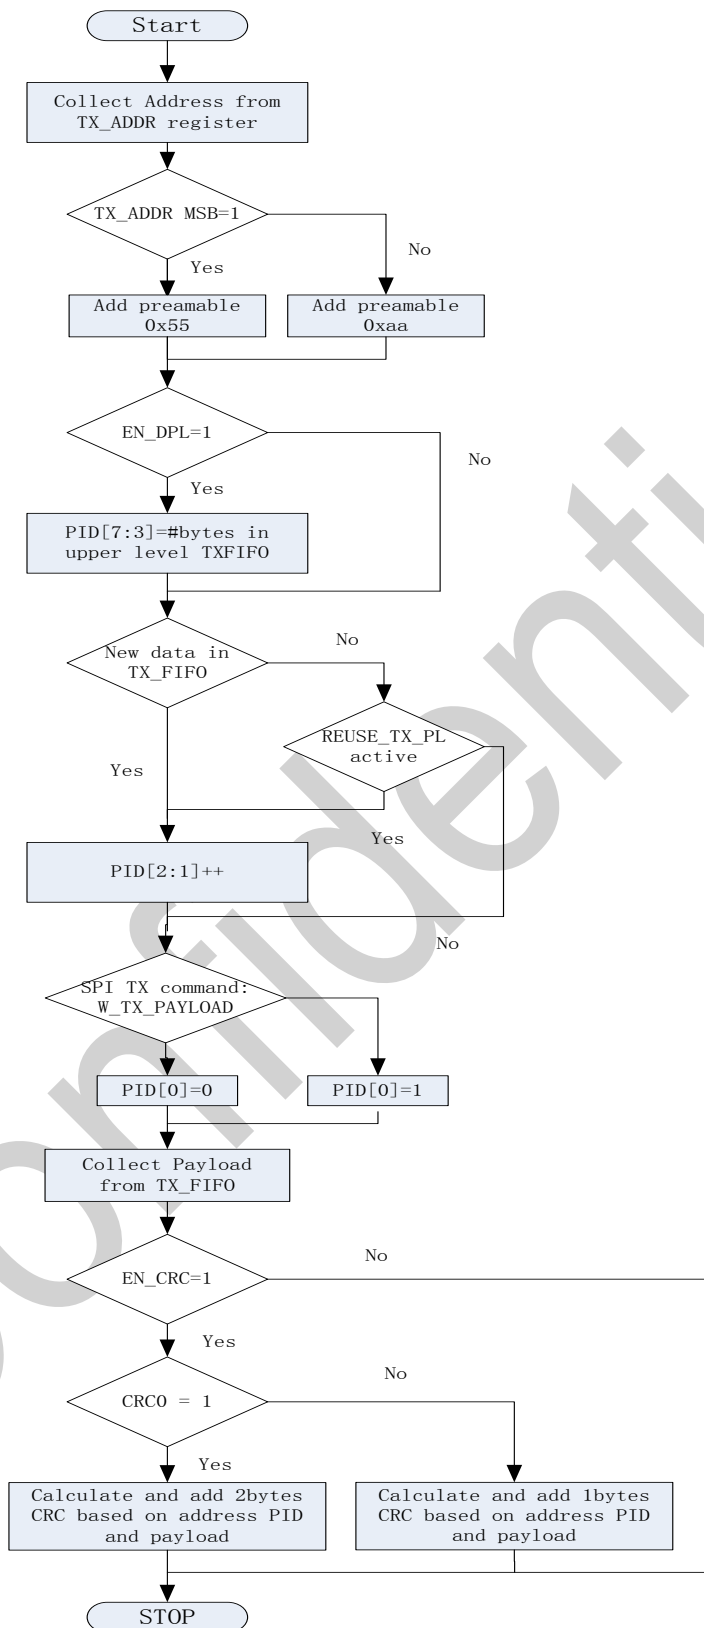 Start
Collect Address from
TX_ADDR register
TX_ADDR MSB=1
No
Yes
Add preamable
0x55
Add preamable
0xaa
EN_DPL=1
No
Yes
PID[7:3]=#bytes in
upper level TXFIFO
New data in
TX_FIFO
No
REUSE_TX_PL
active
Yes
Yes
PID[2:1]++
No
SPI TX command:
W_TX_PAYLOAD
PID[0]=0
PID[0]=1
Collect Payload
from TX_FIFO
No
EN_CRC=1
Yes
No
CRCO = 1
Yes
Calculate and add 2bytes
CRC based on address PID
and payload
Calculate and add 1bytes
CRC based on address PID
and payload
STOP
onfidenti